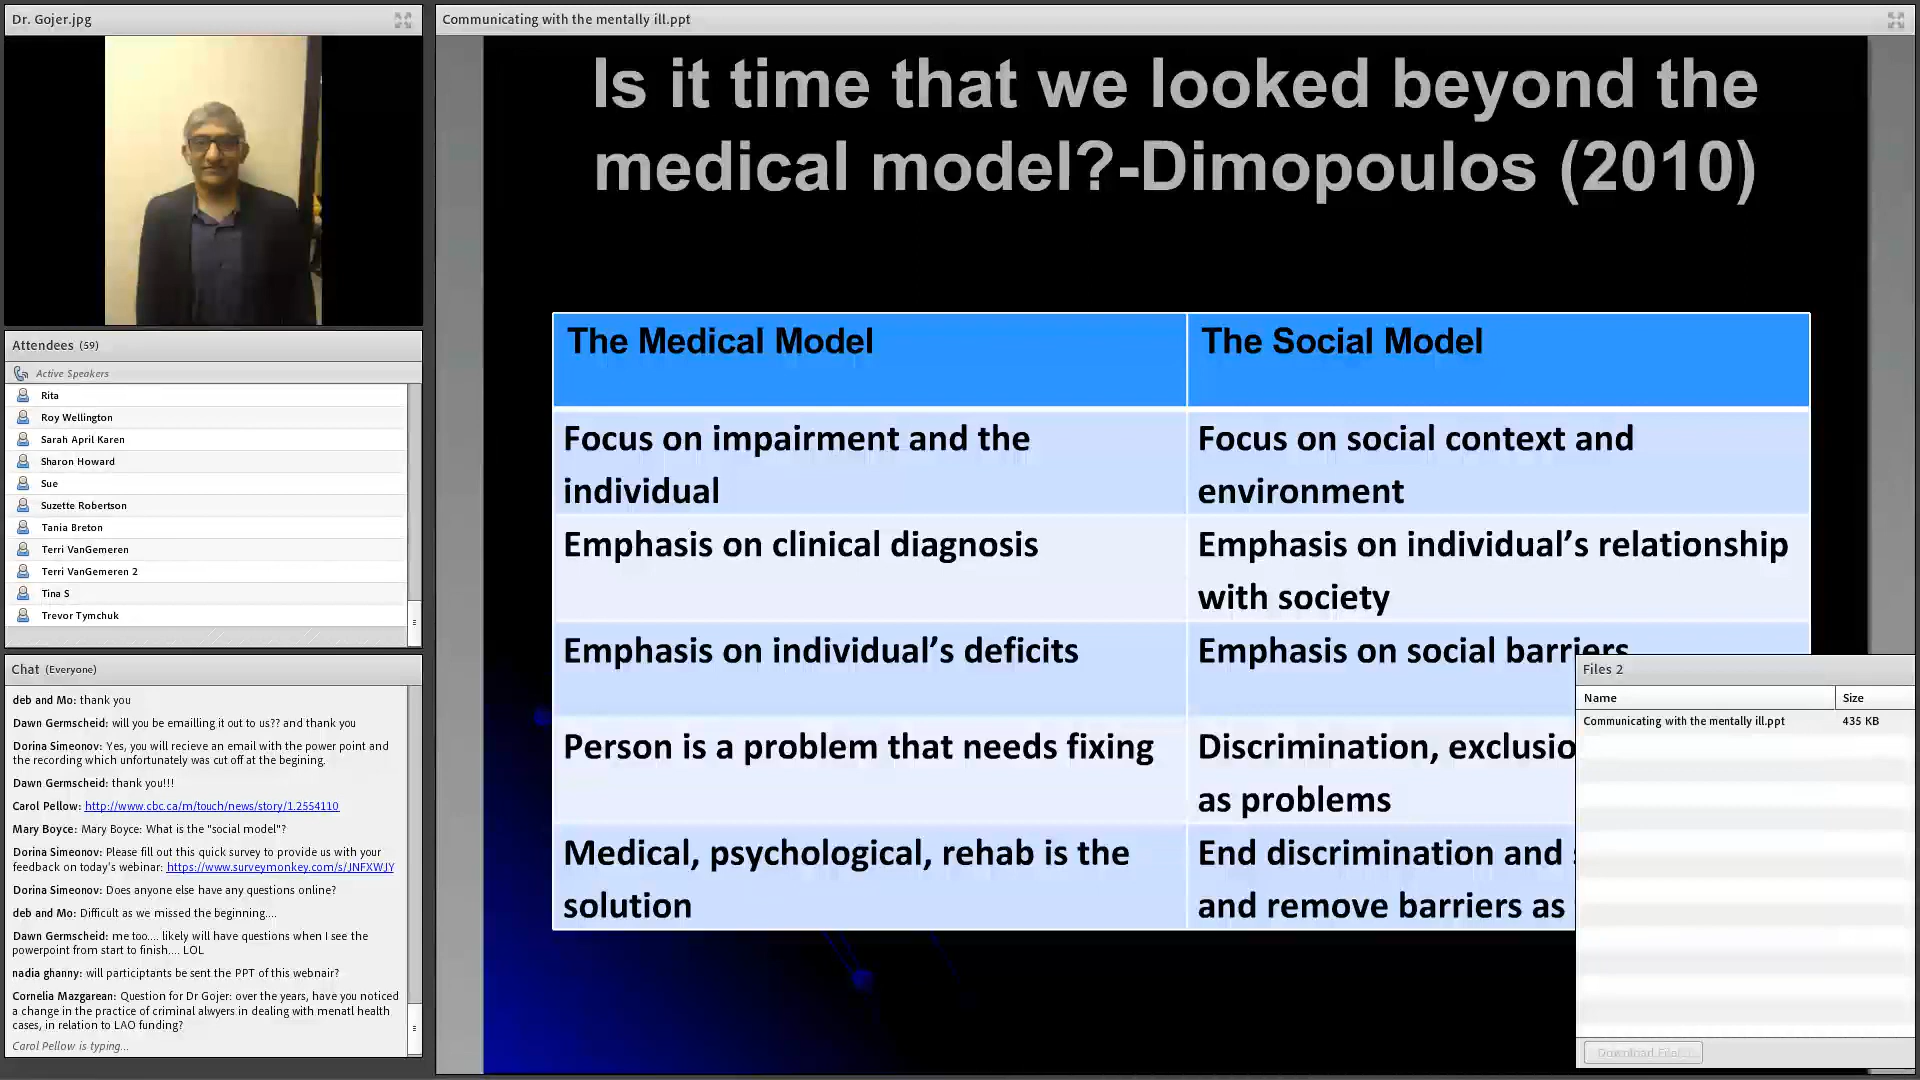 Dr. Gojer.jpg
Communicating with the mentally ill.ppt
Is it time that we looked beyond the
medical model?-Dimopoulos (2010)
The Medical Model
The Social Model
Focus on impairment and the
individual
Focus on social context and
environment
Emphasis on clinical diagnosis
Emphasis on individual's relationship
with society
Emphasis on individual's deficits
Emphasis on social barriers
Person is a problem that needs fixing
Discrimination, exclusio
as problems
Medical, psychological, rehab is the
solution
End discrimination and
and remove barriers as
Attendees (59)
Active Speakers
Rita
Roy Wellington
Sarah April Karen
Sharon Howard
Sue
Suzette Robertson
Tania Breton
Terri VanGemeren
Terri VanGemeren 2
Tina S
Trevor Tymchuk
Chat (Everyone)
deb and Mo: thank you
Dawn Germscheid: will you be emailling it out to us?? and thank you
Dorina Simeonov: Yes, you will recieve an email with the power point and
the recording which unfortunately was cut off at the begining.
Dawn Germscheid: thank you!!!
Carol Pellow: http://www.cbc.ca/m/touch/news/story/1.2554110
Mary Boyce: Mary Boyce: What is the "social model"?
Dorina Simeonov: Please fill out this quick survey to provide us with your
feedback on today's webinar: https://www.surveymonkey.com/s/JNFXWJY
Dorina Simeonov: Does anyone else have any questions online?
deb and Mo: Difficult as we missed the beginning....
Dawn Germscheid: me too.... likely will have questions when I see the
powerpoint from start to finish.... LOL
nadia ghanny: will participtants be sent the PPT of this webnair?
Cornelia Mazgarean: Question for Dr Gojer: over the years, have you noticed
a change in the practice of criminal alwyers in dealing with menatl health
cases, in relation to LAO funding?
Carol Pellow is typing...
Files 2
Name
Size
Communicating with the mentally ill.ppt
435 KB
Download File...